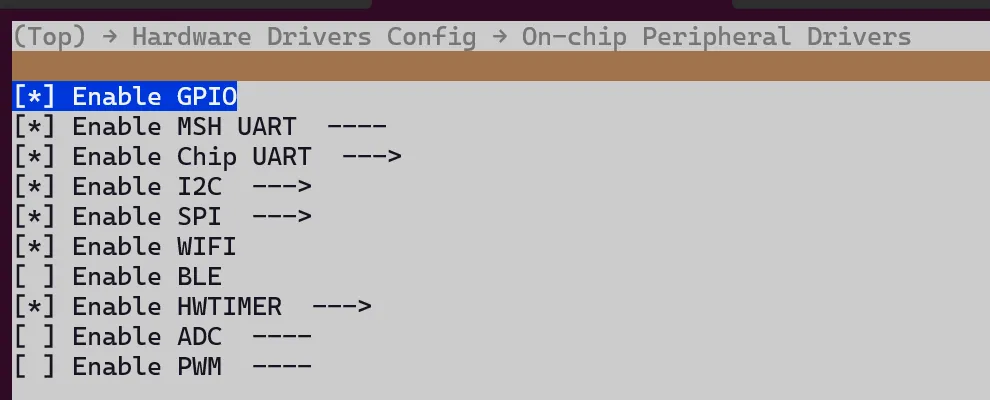 (Top) → Hardware Drivers Config → On-chip Peripheral Drivers
[*] Enable GPIO
[*] Enable MSH UART  ----
[*] Enable Chip UART  --->
[*] Enable I2C  --->
[*] Enable SPI  --->
[*] Enable WIFI
[ ] Enable BLE
[*] Enable HWTIMER  --->
[ ] Enable ADC  ----
[ ] Enable PWM  ----